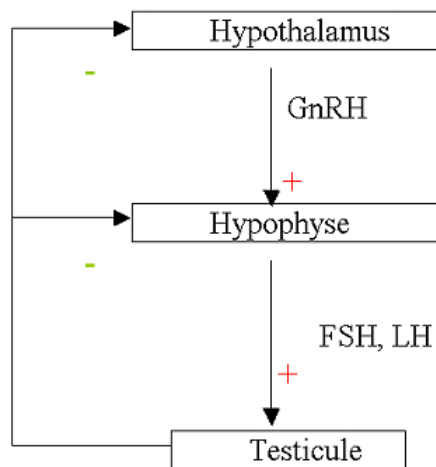 Hypothalamus
-
GnRH
+
Hypophyse
-
FSH, LH
+
Testicule